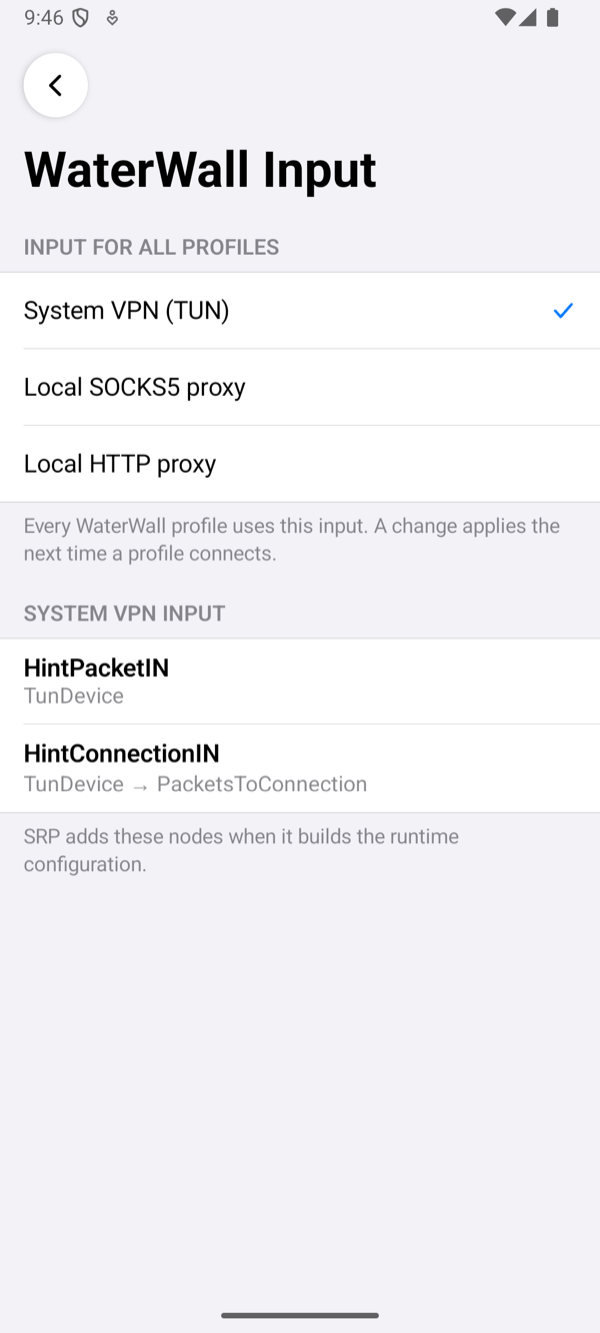 9:46
WaterWall Input
INPUT FOR ALL PROFILES
System VPN (TUN)
Local SOCKS5 proxy
Local HTTP proxy
Every WaterWall profile uses this input. A change applies the
next time a profile connects.
SYSTEM VPN INPUT
HintPacketIN
TunDevice
HintConnectionIN
TunDevice → PacketsToConnection
SRP adds these nodes when it builds the runtime
configuration.